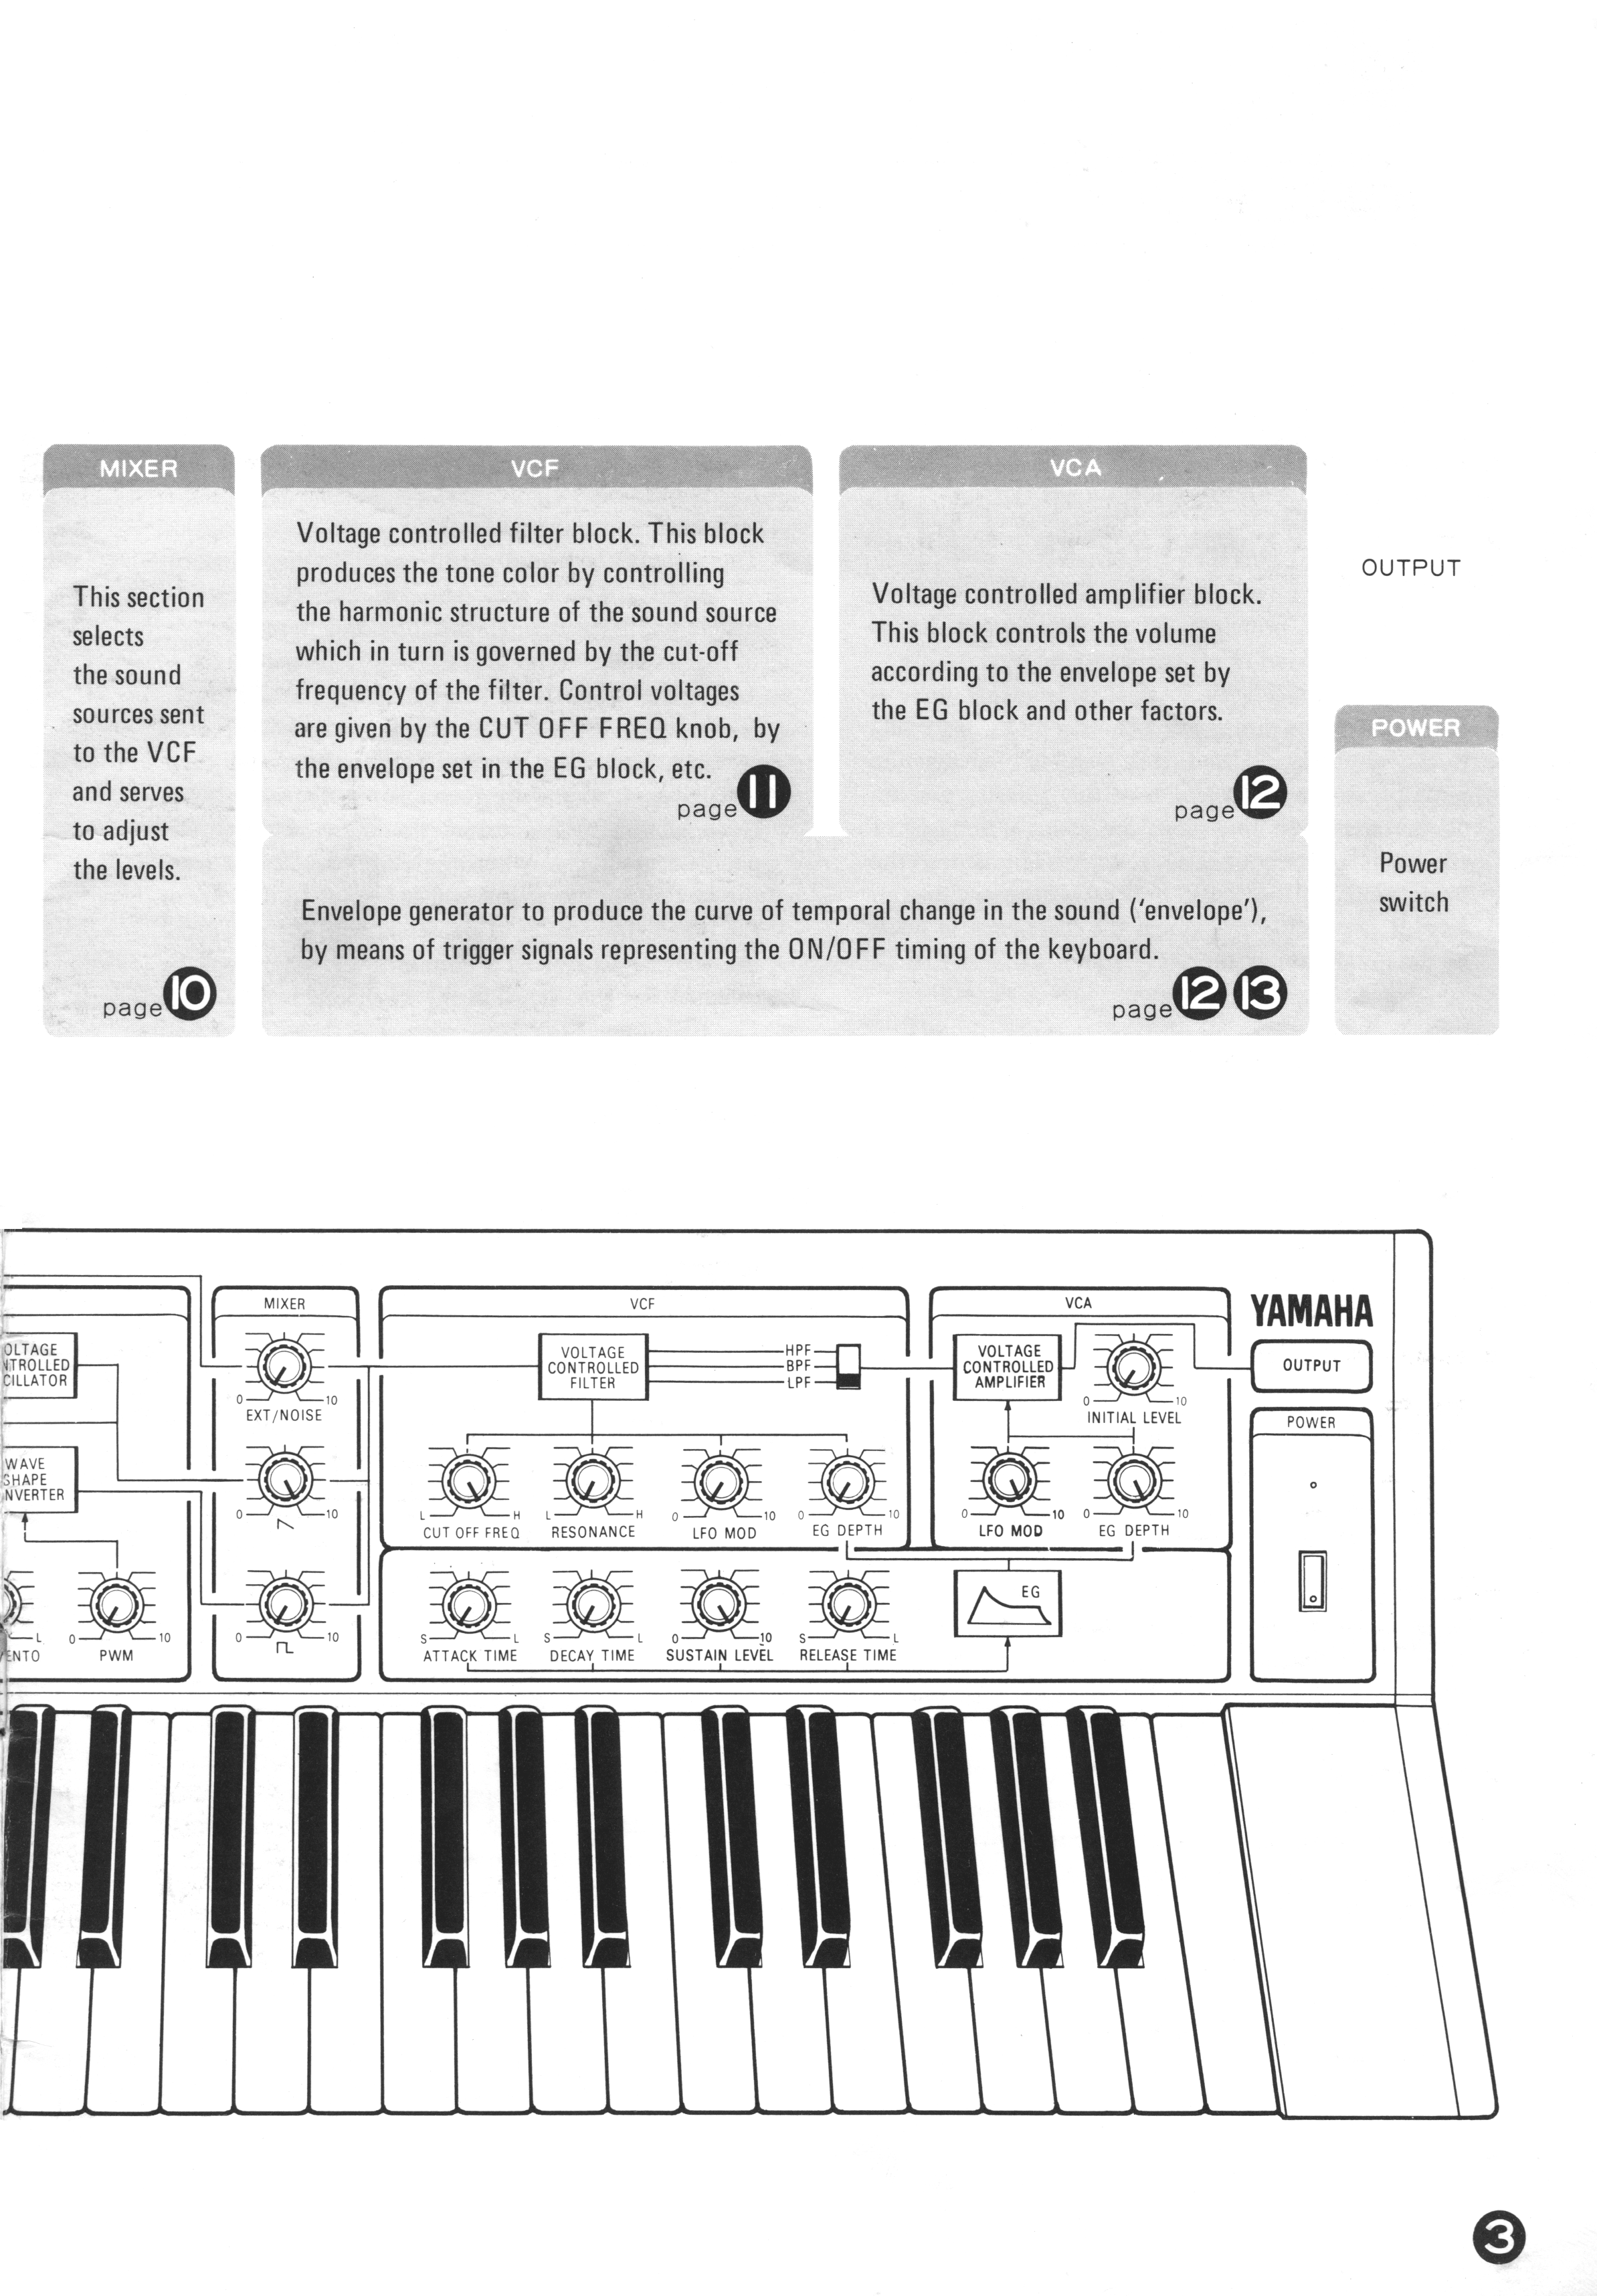 MIXER
This section
selects
the sound
sources sent
to the VCF
and serves
to adjust
the levels.
page 10
VCF
Voltage controlled filter block. This block
produces the tone color by controlling
the harmonic structure of the sound source
which in turn is governed by the cut-off
frequency of the filter. Control voltages
are given by the CUT OFF FREQ knob, by
the envelope set in the EG block, etc.
page 11
VCA
Voltage controlled amplifier block.
This block controls the volume
according to the envelope set by
the EG block and other factors.
page 12
Envelope generator to produce the curve of temporal change in the sound ('envelope'),
by means of trigger signals representing the ON/OFF timing of the keyboard.
page 12 13
OUTPUT
POWER
Power
switch
OLTAGE
NTROLLED
CILLATOR
WAVE
SHAPE
NVERTER
L
ENTO
0 10
PWM
MIXER
0 10
EXT/NOISE
0 10
0 10
VCF
VOLTAGE
CONTROLLED
FILTER
HPF
BPF
LPF
L H
CUT OFF FREQ
L H
RESONANCE
0 10
LFO MOD
0 10
EG DEPTH
VCA
VOLTAGE
CONTROLLED
AMPLIFIER
0 10
INITIAL LEVEL
0 10
LFO MOD
0 10
EG DEPTH
S L
ATTACK TIME
S L
DECAY TIME
0 10
SUSTAIN LEVEL
S L
RELEASE TIME
EG
YAMAHA
OUTPUT
POWER
3